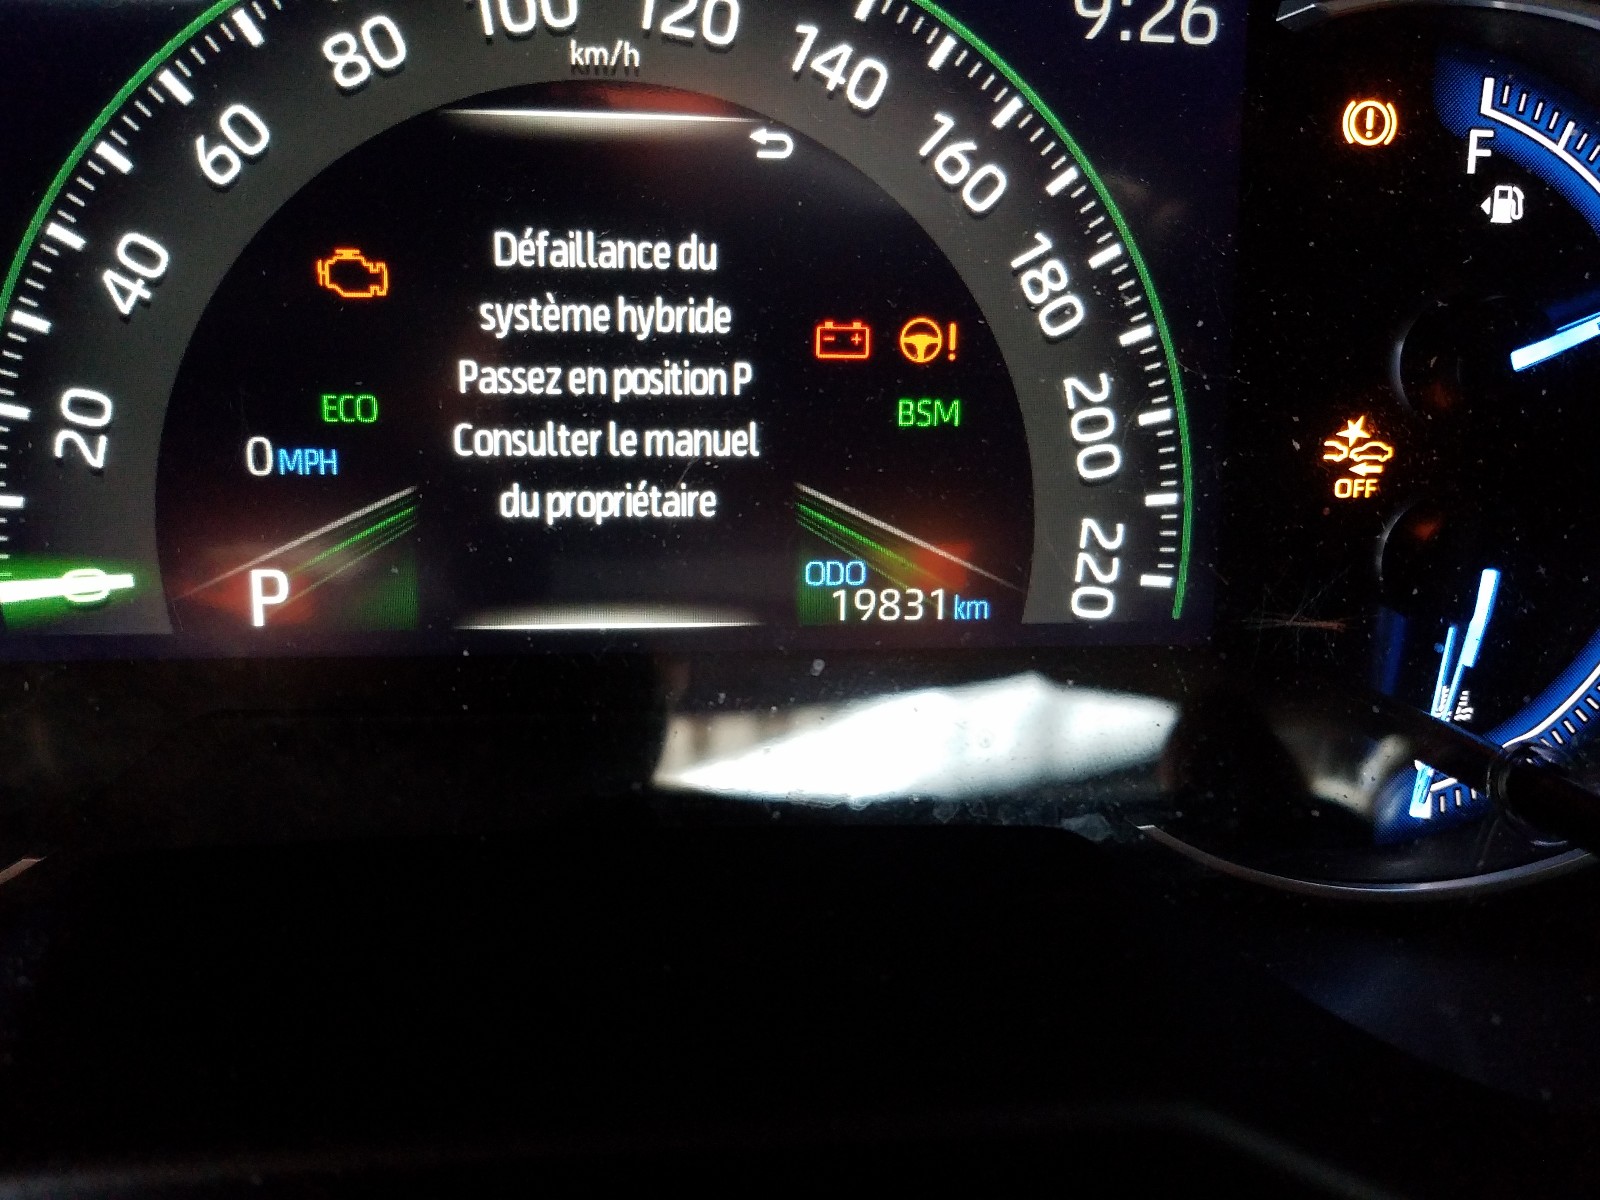 100
120
9:26
80
km/h
140
60
160
F
Défaillance du
système hybride
Passez en position P
Consulter le manuel
du propriétaire
40
180
20
200
ECO
BSM
0 MPH
OFF
220
ODO
P
19831 km